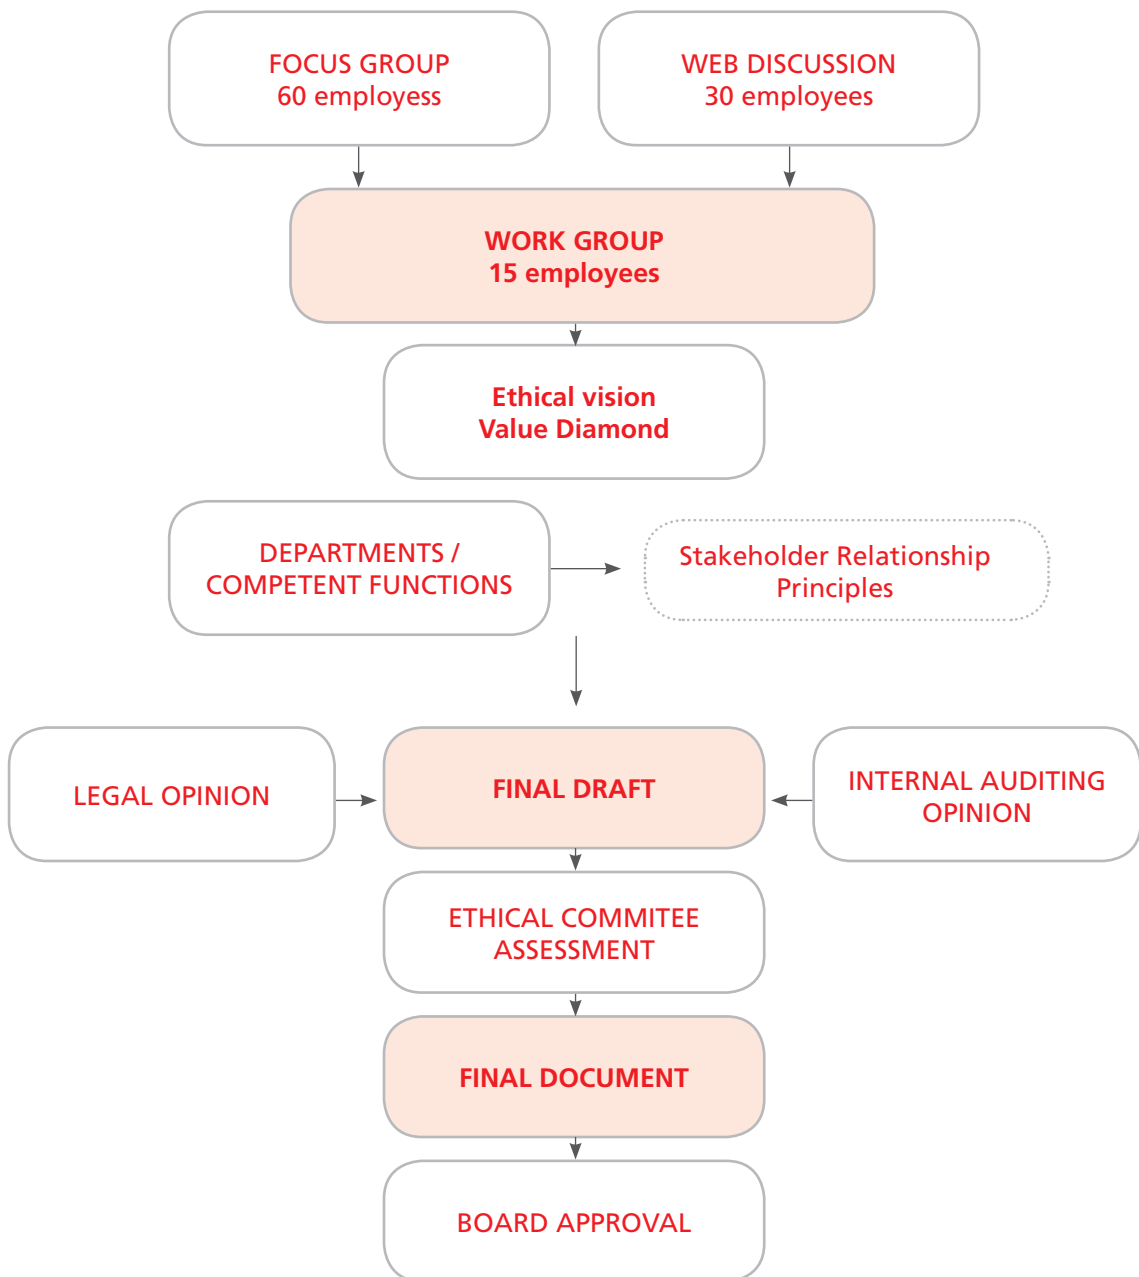 FOCUS GROUP
60 employess
WEB DISCUSSION
30 employees
WORK GROUP
15 employees
Ethical vision
Value Diamond
DEPARTMENTS /
COMPETENT FUNCTIONS
Stakeholder Relationship
Principles
LEGAL OPINION
FINAL DRAFT
INTERNAL AUDITING
OPINION
ETHICAL COMMITEE
ASSESSMENT
FINAL DOCUMENT
BOARD APPROVAL